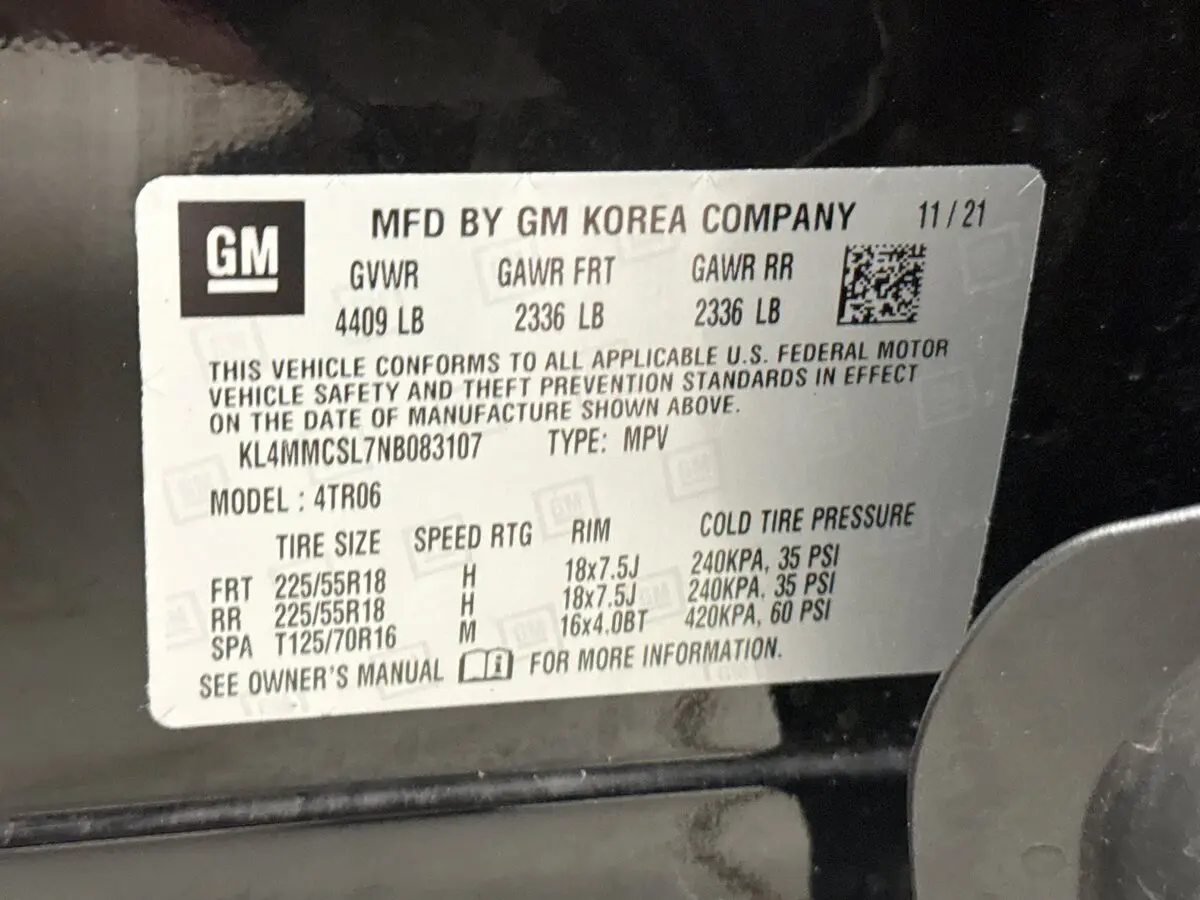 GM
MFD BY GM KOREA COMPANY 11/21
GVWR GAWR FRT GAWR RR
4409 LB 2336 LB 2336 LB
THIS VEHICLE CONFORMS TO ALL APPLICABLE U.S. FEDERAL MOTOR
VEHICLE SAFETY AND THEFT PREVENTION STANDARDS IN EFFECT
ON THE DATE OF MANUFACTURE SHOWN ABOVE.
KL4MMCSL7NB083107 TYPE: MPV
MODEL : 4TR06
TIRE SIZE SPEED RTG RIM COLD TIRE PRESSURE
FRT 225/55R18 H 18x7.5J 240KPA, 35 PSI
RR 225/55R18 H 18x7.5J 240KPA, 35 PSI
SPA T125/70R16 M 16x4.0BT 420KPA, 60 PSI
SEE OWNER'S MANUAL FOR MORE INFORMATION.